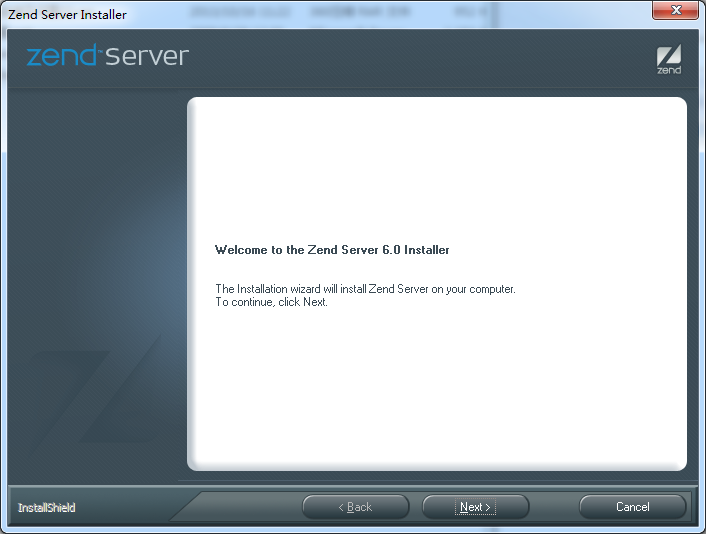 Zend Server Installer
zend™ Server
zend
Welcome to the Zend Server 6.0 Installer
The Installation wizard will install Zend Server on your computer.
To continue, click Next.
InstallShield
< Back
Next >
Cancel